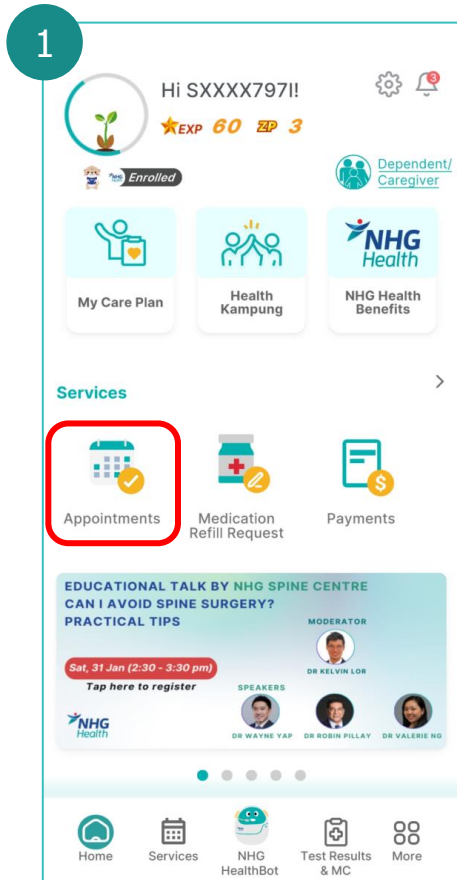 1
Hi SXXXX797I!
3
EXP 60 ZP 3
NHG Health Enrolled
Dependent/
Caregiver
NHG
Health
My Care Plan
Health
Kampung
NHG Health
Benefits
Services
>
Appointments
Medication
Refill Request
Payments
EDUCATIONAL TALK BY NHG SPINE CENTRE
CAN I AVOID SPINE SURGERY?
PRACTICAL TIPS
MODERATOR
DR KELVIN LOR
Sat, 31 Jan (2:30 - 3:30 pm)
Tap here to register
SPEAKERS
NHG
Health
DR WAYNE YAP
DR ROBIN PILLAY
DR VALERIE NG
Home
Services
NHG
HealthBot
Test Results
& MC
More